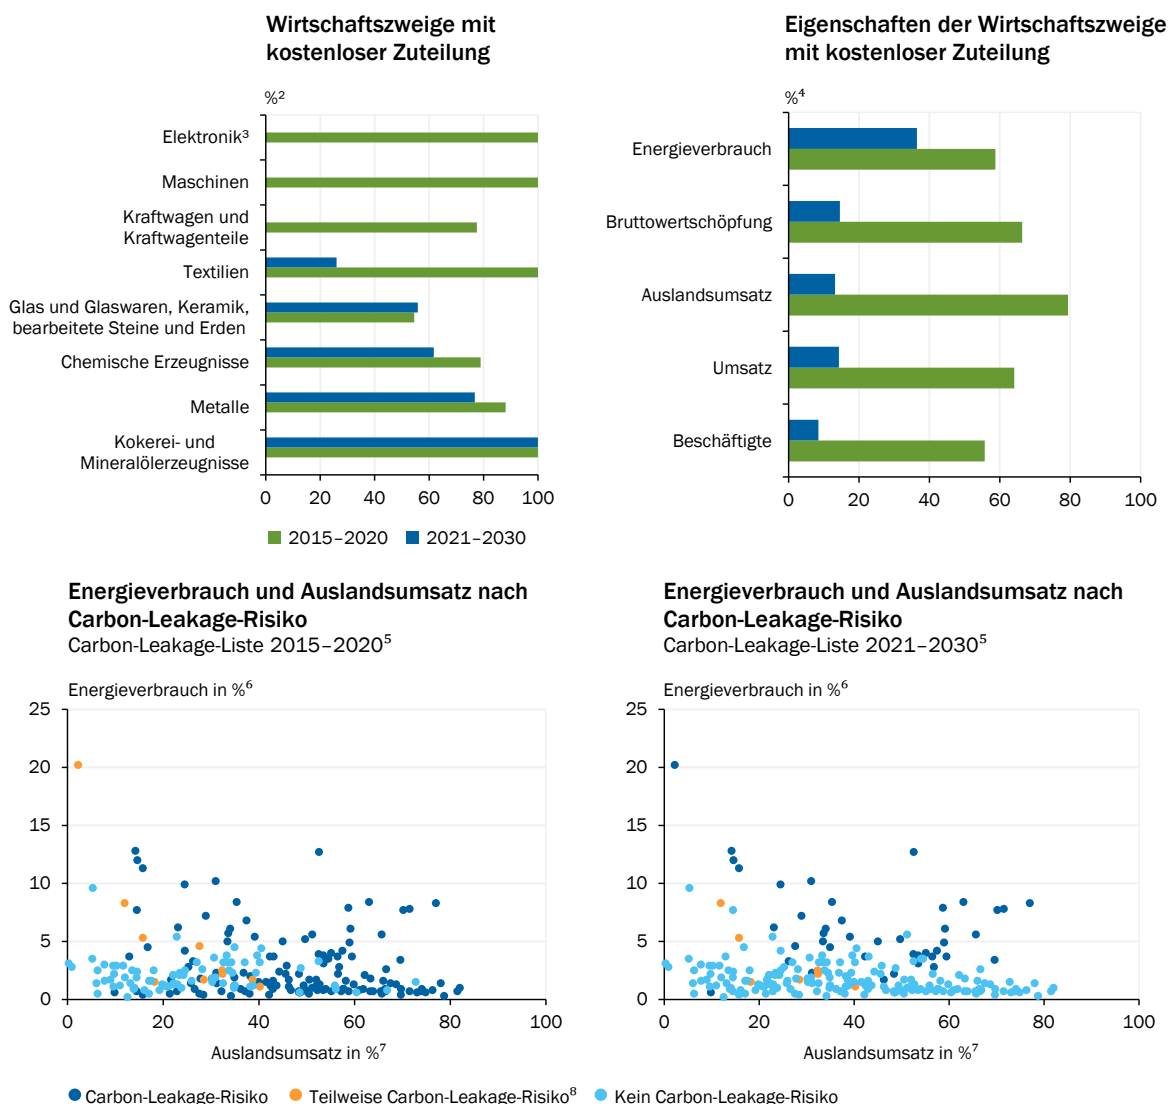 Wirtschaftszweige mit
kostenloser Zuteilung
%²
Elektronik³
Maschinen
Kraftwagen und
Kraftwagenteile
Textilien
Glas und Glaswaren, Keramik,
bearbeitete Steine und Erden
Chemische Erzeugnisse
Metalle
Kokerei- und
Mineralölerzeugnisse
0 20 40 60 80 100
2015–2020 2021–2030
Eigenschaften der Wirtschaftszweige
mit kostenloser Zuteilung
%⁴
Energieverbrauch
Bruttowertschöpfung
Auslandsumsatz
Umsatz
Beschäftigte
0 20 40 60 80 100
Energieverbrauch und Auslandsumsatz nach
Carbon-Leakage-Risiko
Carbon-Leakage-Liste 2015–2020⁵
Energieverbrauch in %⁶
25
20
15
10
5
0
0 20 40 60 80 100
Auslandsumsatz in %⁷
Energieverbrauch und Auslandsumsatz nach
Carbon-Leakage-Risiko
Carbon-Leakage-Liste 2021–2030⁵
Energieverbrauch in %⁶
25
20
15
10
5
0
0 20 40 60 80 100
Auslandsumsatz in %⁷
Carbon-Leakage-Risiko Teilweise Carbon-Leakage-Risiko⁸ Kein Carbon-Leakage-Risiko